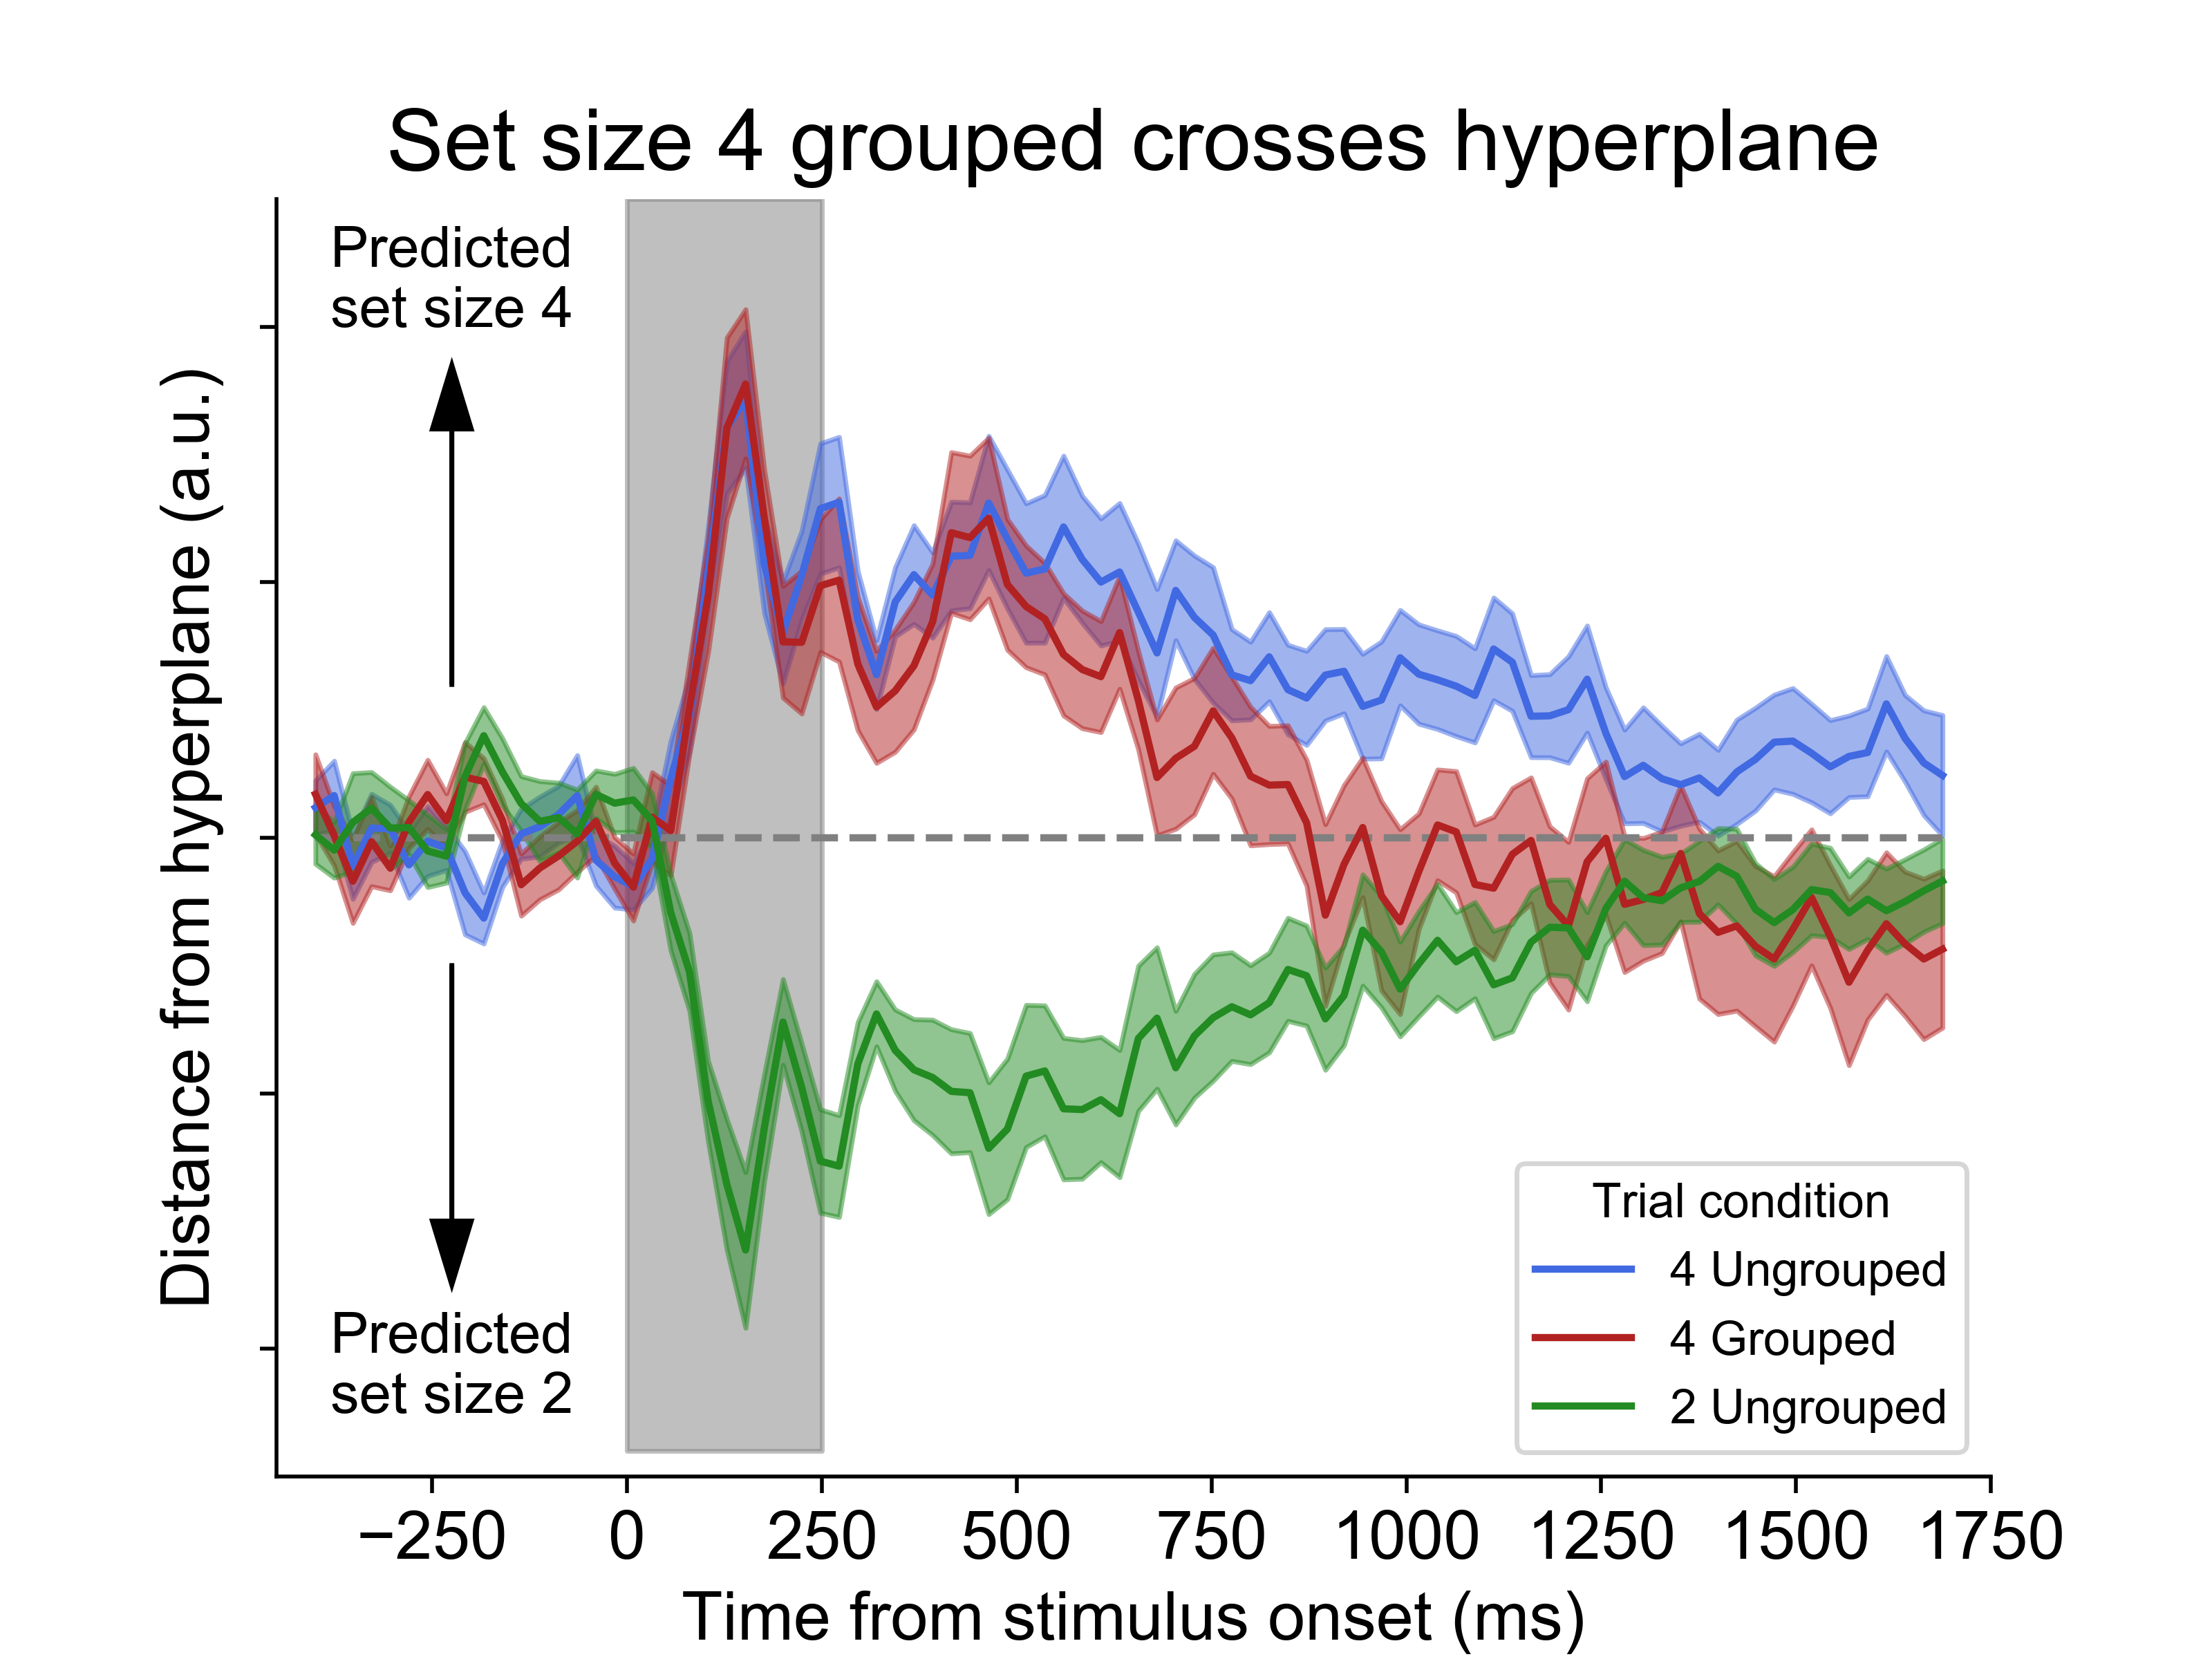 Set size 4 grouped crosses hyperplane
Predicted
set size 4
Distance from hyperplane (a.u.)
Predicted
set size 2
Trial condition
4 Ungrouped
4 Grouped
2 Ungrouped
−250 0 250 500 750 1000 1250 1500 1750
Time from stimulus onset (ms)